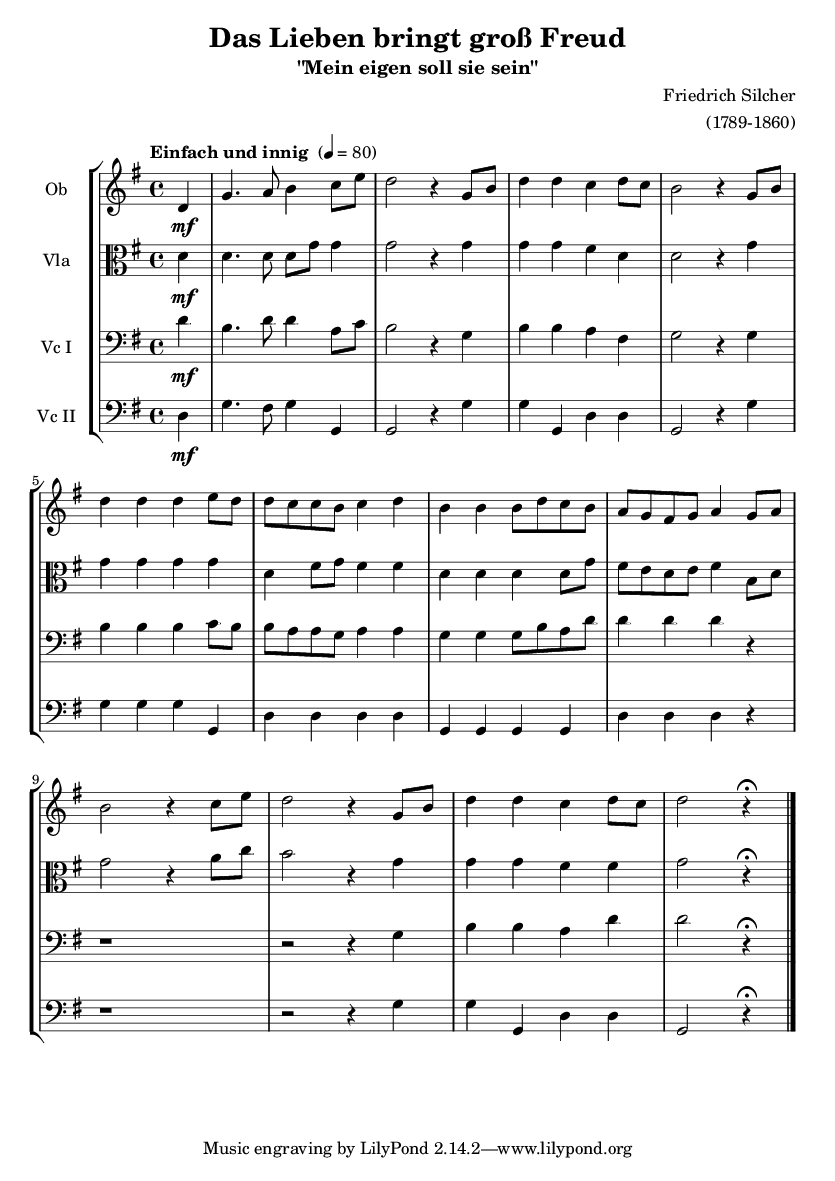 Das Lieben bringt groß Freud
"Mein eigen soll sie sein"
Friedrich Silcher
(1789-1860)
Einfach und innig (♩ = 80)
Ob
mf
Vla
mf
Vc I
mf
Vc II
mf
5
9
Music engraving by LilyPond 2.14.2—www.lilypond.org